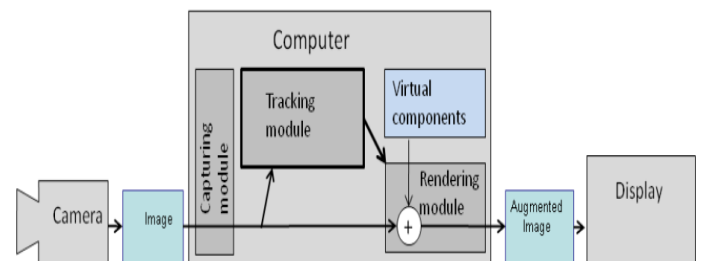 Computer
Capturing
module
Tracking
module
Virtual
components
Rendering
module
+
Camera
Image
Augmented
Image
Display